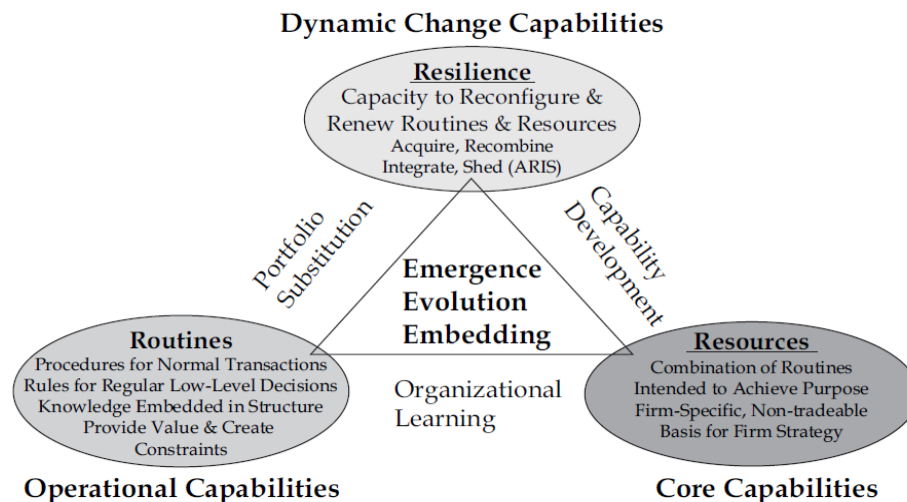 Dynamic Change Capabilities
Resilience
Capacity to Reconfigure &
Renew Routines & Resources
Acquire, Recombine
Integrate, Shed (ARIS)
Portfolio
Substitution
Capability
Development
Emergence
Evolution
Embedding
Routines
Procedures for Normal Transactions
Rules for Regular Low-Level Decisions
Knowledge Embedded in Structure
Provide Value & Create
Constraints
Organizational
Learning
Resources
Combination of Routines
Intended to Achieve Purpose
Firm-Specific, Non-tradeable
Basis for Firm Strategy
Operational Capabilities
Core Capabilities